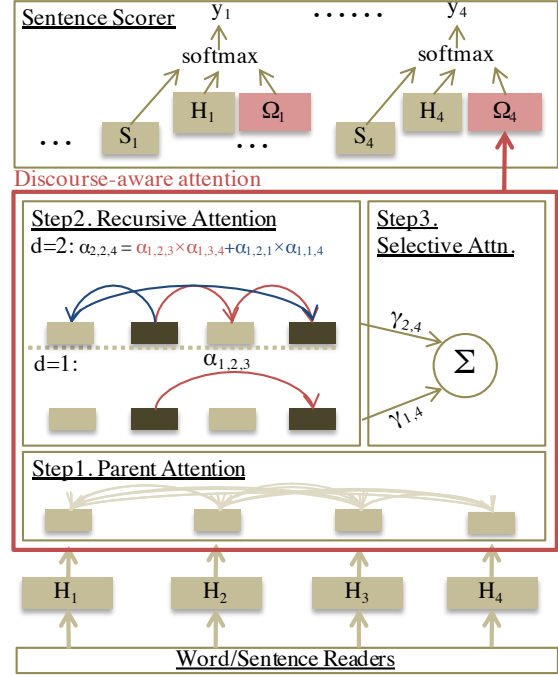 Sentence Scorer
y1 ...... y4
softmax softmax
S1 H1 Ω1 S4 H4 Ω4
... ...
Discourse-aware attention
Step2. Recursive Attention
d=2: α2,2,4 = α1,2,3×α1,3,4+α1,2,1×α1,1,4
d=1: α1,2,3
Step3.
Selective Attn.
γ2,4
Σ
γ1,4
Step1. Parent Attention
H1 H2 H3 H4
Word/Sentence Readers